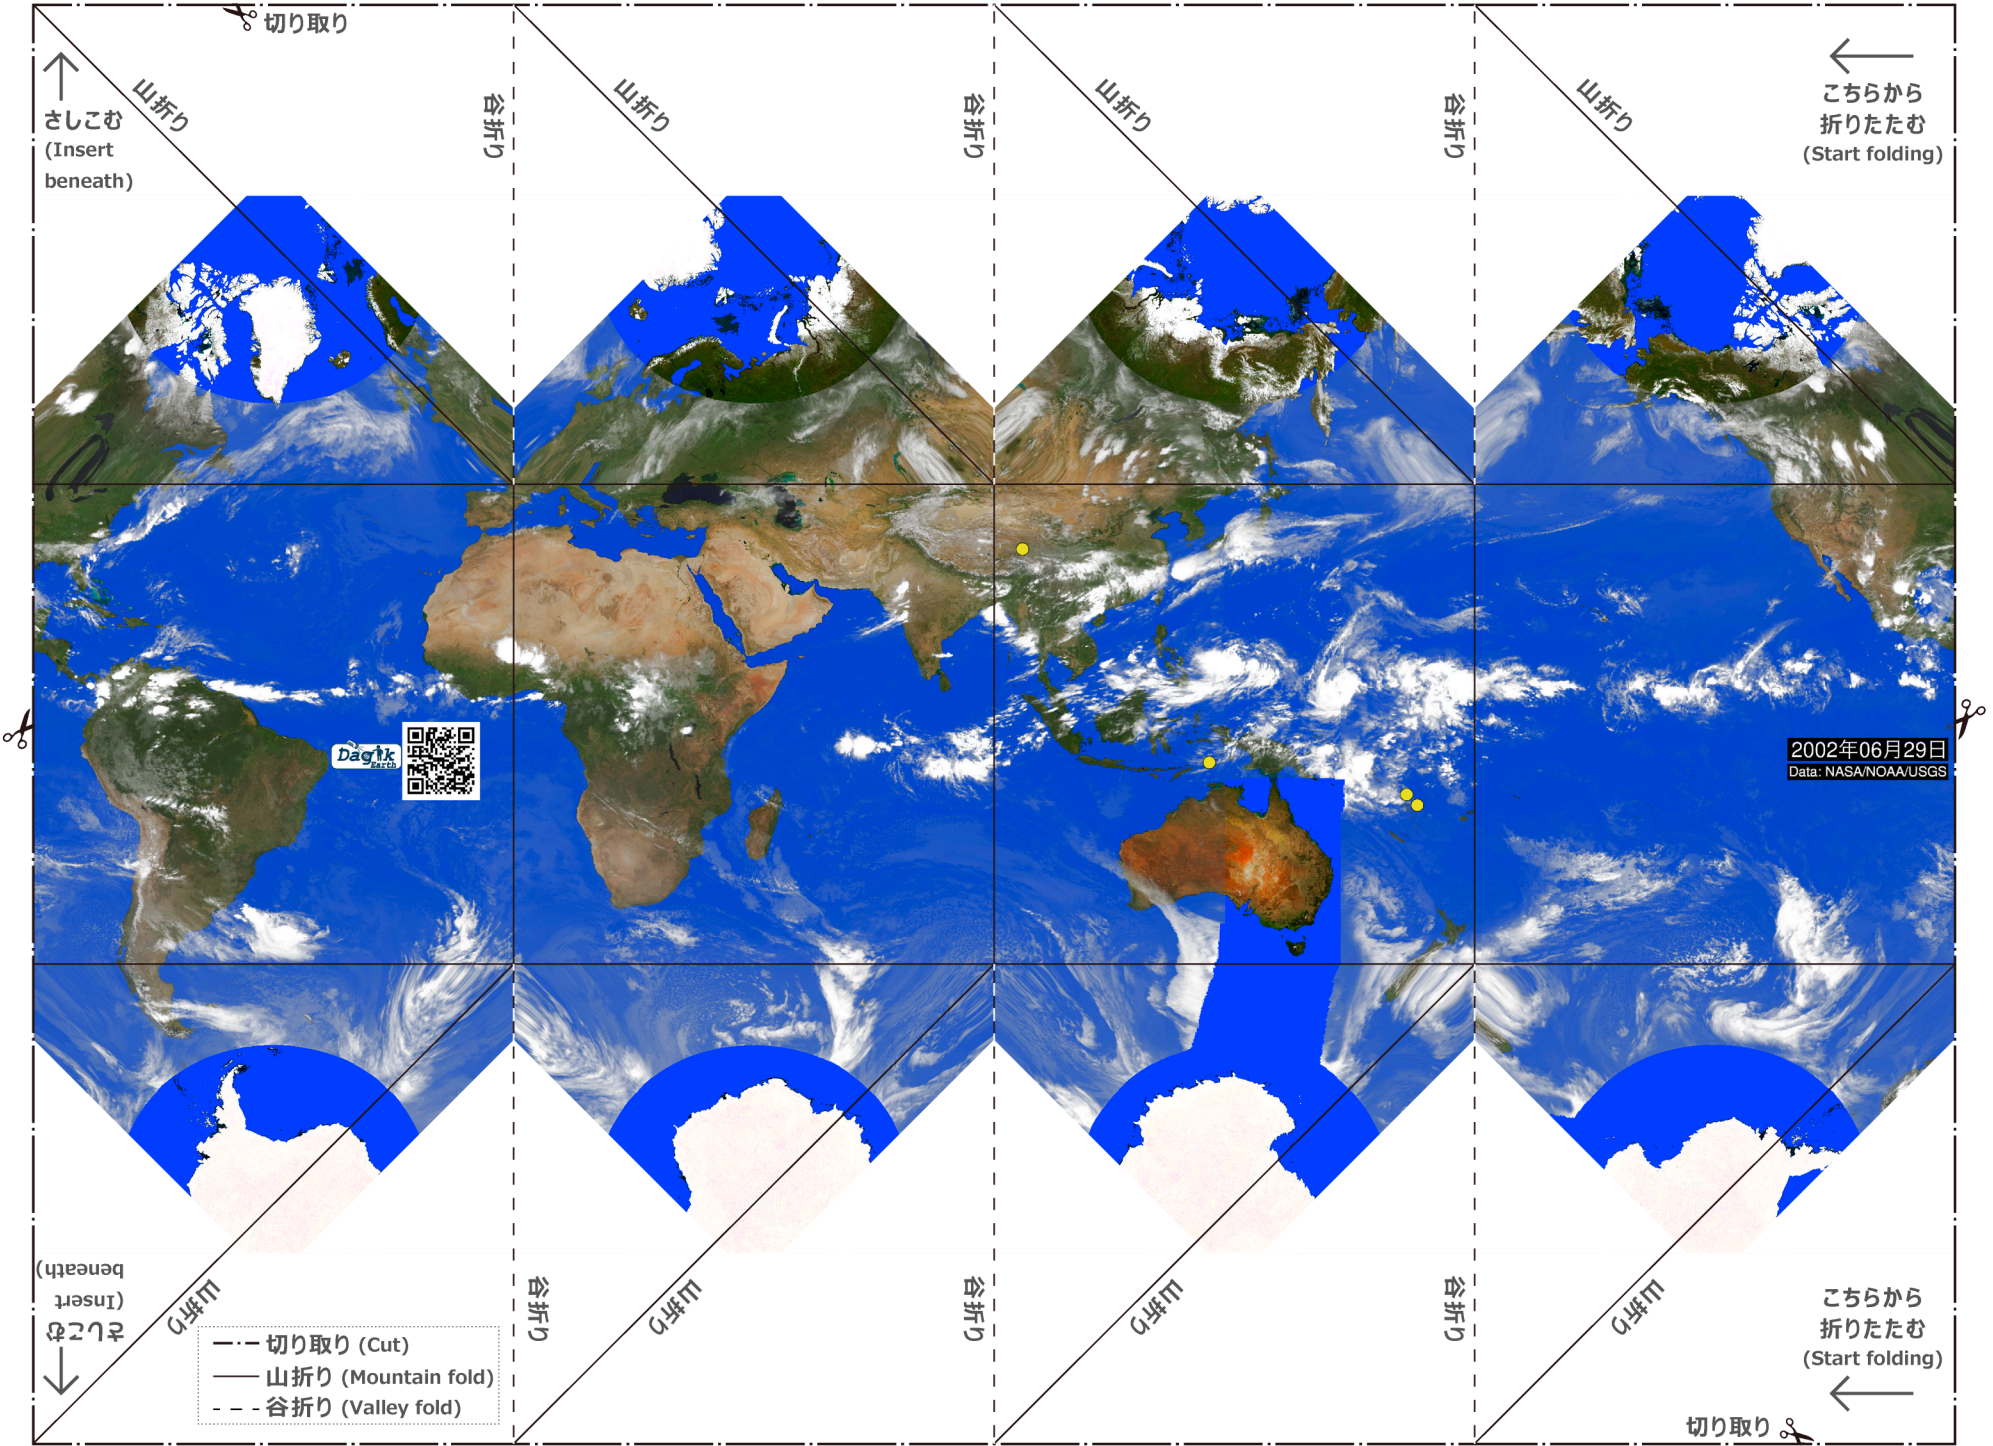 切り取り
さしこむ
(Insert
beneath)
山折り
谷折り
山折り
谷折り
山折り
谷折り
山折り
こちらから
折りたたむ
(Start folding)
Dagik
Earth
2002年06月29日
Data: NASA/NOAA/USGS
さしこむ
(Insert
beneath)
山折り
谷折り
山折り
谷折り
山折り
谷折り
山折り
こちらから
折りたたむ
(Start folding)
切り取り (Cut)
山折り (Mountain fold)
谷折り (Valley fold)
切り取り